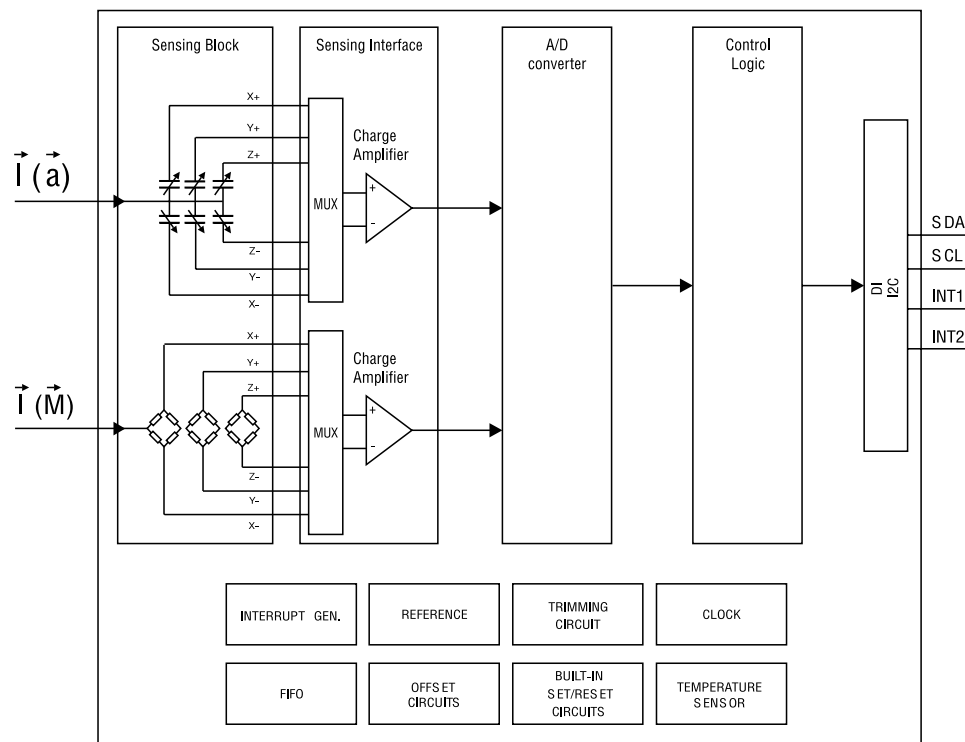 Sensing Block
Sensing Interface
A/D
converter
Control
Logic
X+
Y+
Z+
Charge
Amplifier
I (a)
MUX
+
-
Z-
Y-
X-
SDA
SCL
INT1
INT2
DI
I2C
X+
Y+
Z+
Charge
Amplifier
I (M)
MUX
+
-
Z-
Y-
X-
INTERRUPT GEN.
REFERENCE
TRIMMING
CIRCUIT
CLOCK
FIFO
OFFSET
CIRCUITS
BUILT-IN
SET/RESET
CIRCUITS
TEMPERATURE
SENSOR